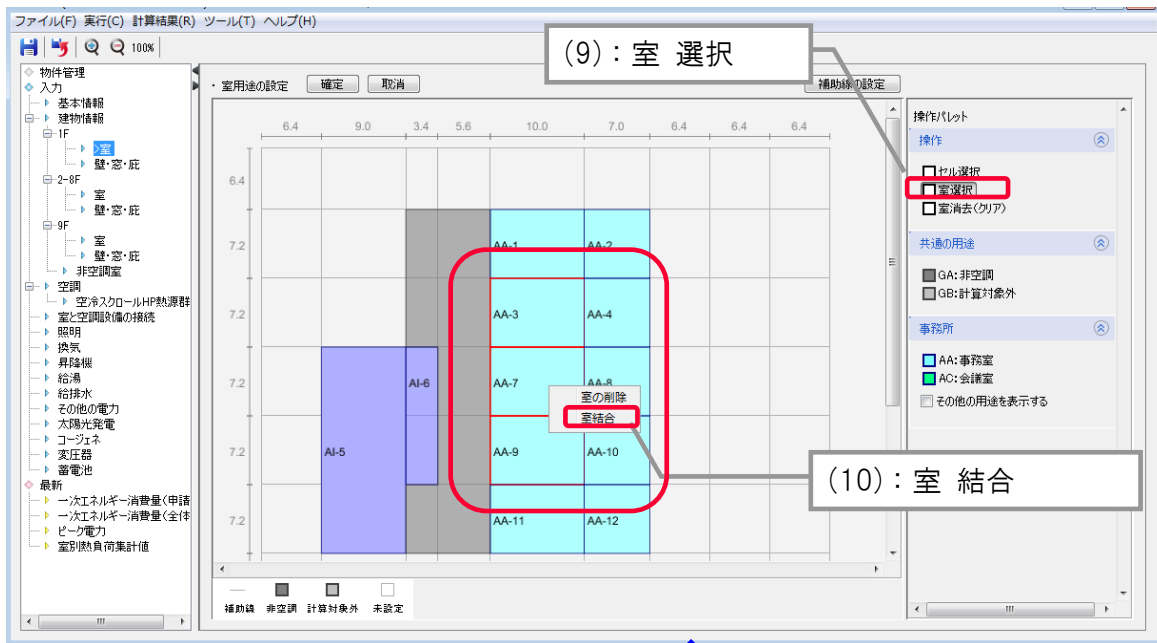 ファイル(F) 実行(C) 計算結果(R) ツール(T) ヘルプ(H)
100%
(9)：室 選択
物件管理
入力
基本情報
建物情報
1F
室
壁・窓・庇
2-8F
室
壁・窓・庇
9F
室
壁・窓・庇
非空調室
空調
空冷スクロールHP熱源群
室と空調設備の接続
照明
換気
昇降機
給湯
給排水
その他の電力
太陽光発電
コージェネ
変圧器
蓄電池
最新
一次エネルギー消費量(申請
一次エネルギー消費量(全体
ピーク電力
室別熱負荷集計値
・室用途の設定 確定 取消 補助線の設定
6.4 9.0 3.4 5.6 10.0 7.0 6.4 6.4 6.4
6.4
7.2 AA-1 AA-2
7.2 AA-3 AA-4
7.2 AI-6 AA-7 AA-8
室の削除
室結合
7.2 AI-5 AA-9 AA-10
7.2 AA-11 AA-12
補助線 非空調 計算対象外 未設定
操作パレット
操作
セル選択
室選択
室消去(クリア)
共通の用途
GA:非空調
GB:計算対象外
事務所
AA:事務室
AC:会議室
その他の用途を表示する
(10)：室 結合